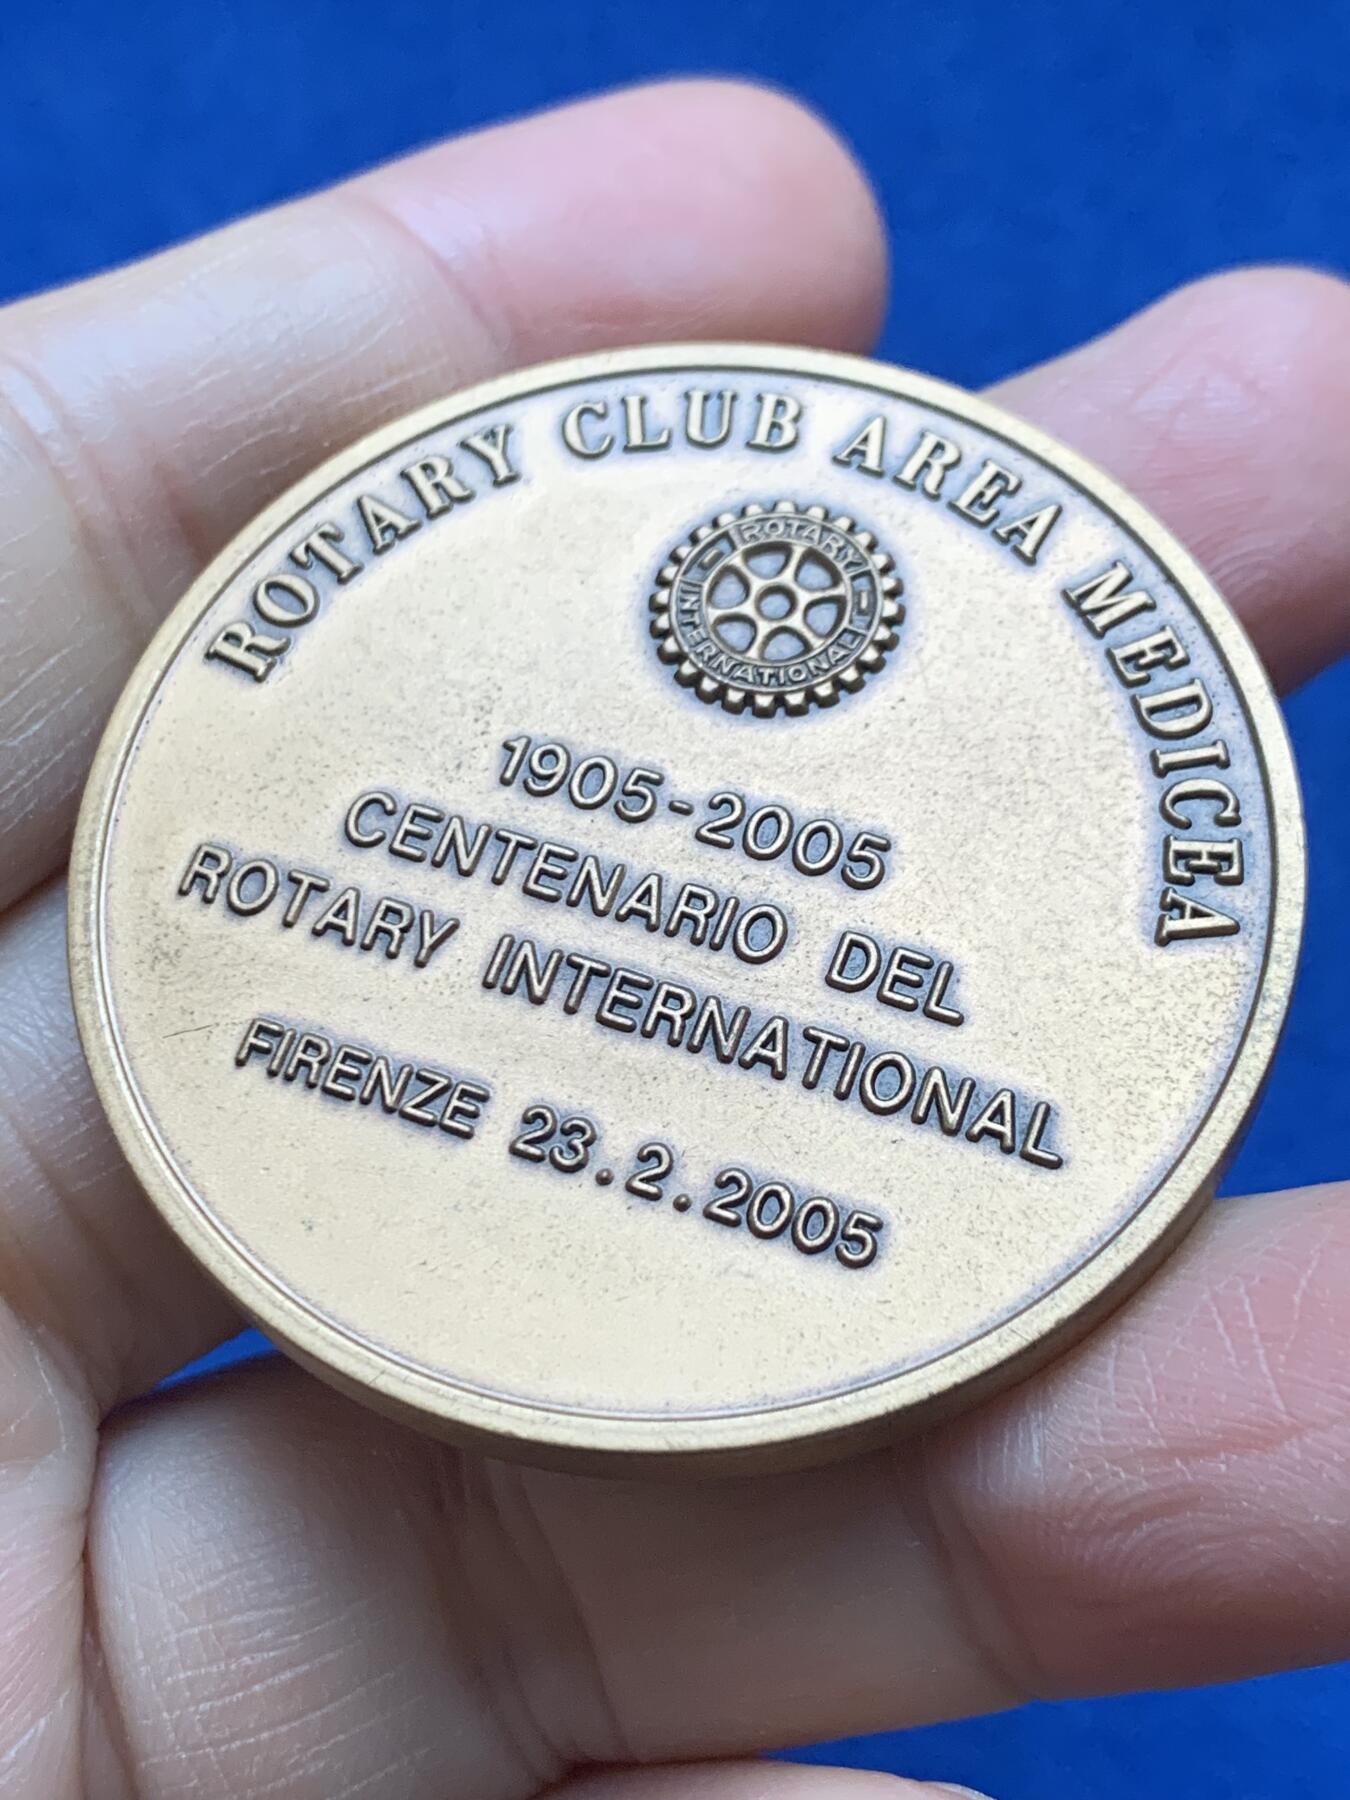 ROTARY CLUB AREA MEDICEA
ROTARY
INTERNATIONAL
1905-2005
CENTENARIO DEL
ROTARY INTERNATIONAL
FIRENZE 23.2.2005